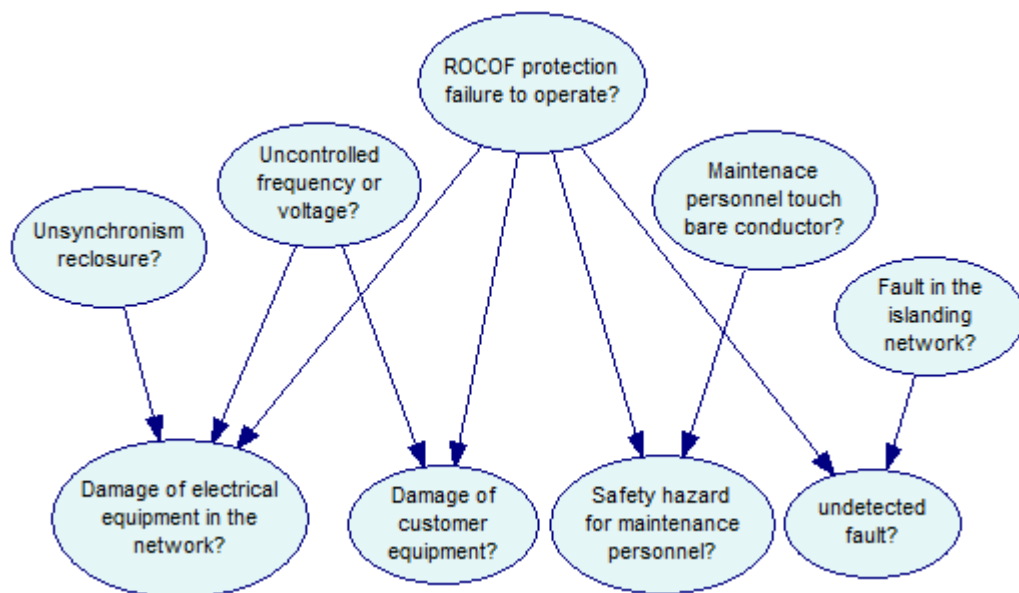 ROCOF protection
failure to operate?
Uncontrolled
frequency or
voltage?
Maintenace
personnel touch
bare conductor?
Unsynchronism
reclosure?
Fault in the
islanding
network?
Damage of electrical
equipment in the
network?
Damage of
customer
equipment?
Safety hazard
for maintenance
personnel?
undetected
fault?